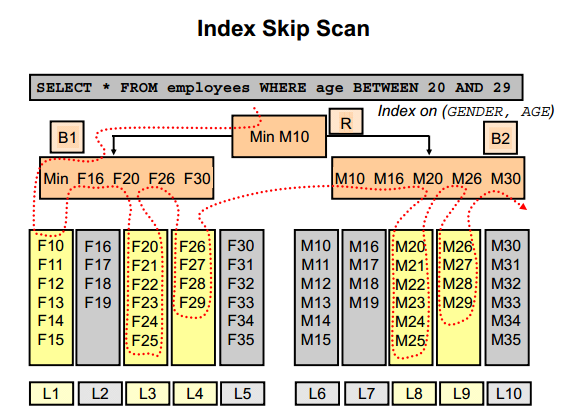 Index Skip Scan
SELECT * FROM employees WHERE age BETWEEN 20 AND 29
Index on (GENDER, AGE)
B1
Min M10
R
B2
Min F16 F20 F26 F30
M10 M16 M20 M26 M30
F10
F11
F12
F13
F14
F15
F16
F17
F18
F19
F20
F21
F22
F23
F24
F25
F26
F27
F28
F29
F30
F31
F32
F33
F34
F35
M10
M11
M12
M13
M14
M15
M16
M17
M18
M19
M20
M21
M22
M23
M24
M25
M26
M27
M28
M29
M30
M31
M32
M33
M34
M35
L1 L2 L3 L4 L5 L6 L7 L8 L9 L10